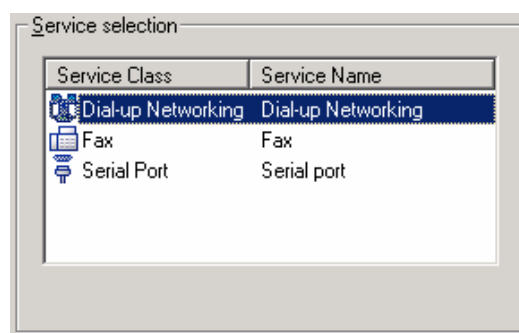 Service selection
Service Class Service Name
Dial-up Networking Dial-up Networking
Fax Fax
Serial Port Serial port